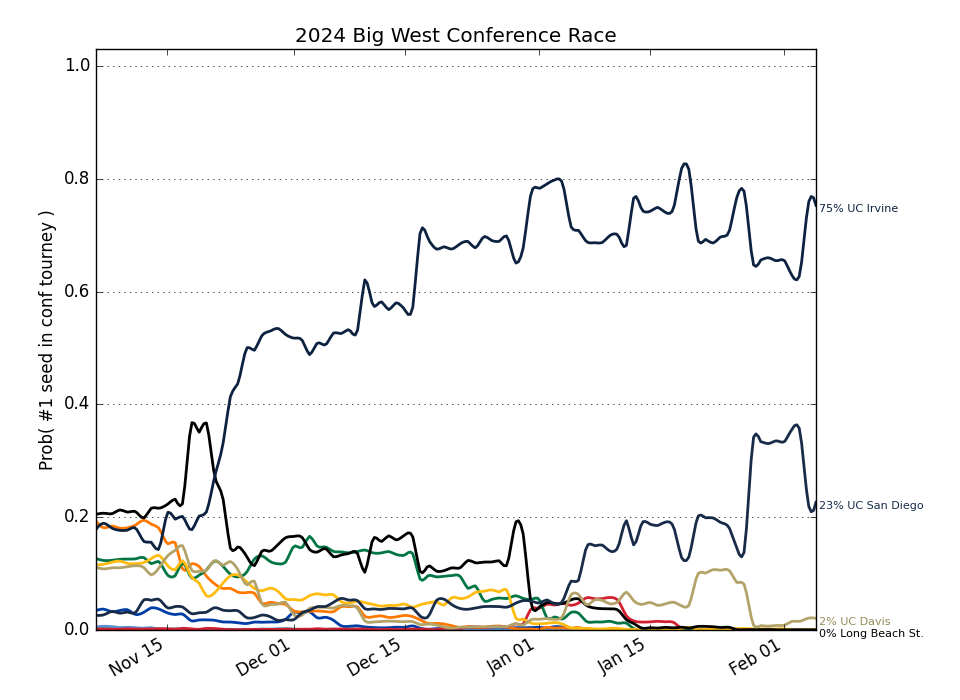 2024 Big West Conference Race
Prob( #1 seed in conf tourney )
1.0
0.8
0.6
0.4
0.2
0.0
75% UC Irvine
23% UC San Diego
2% UC Davis
0% Long Beach St.
Nov 15
Dec 01
Dec 15
Jan 01
Jan 15
Feb 01